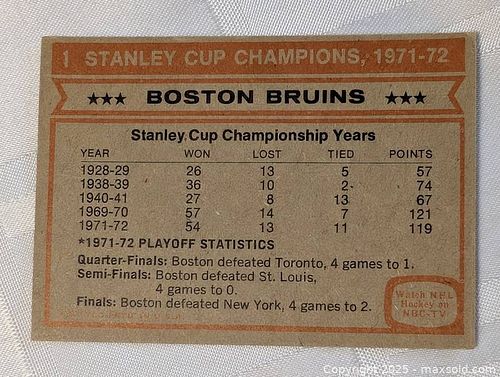 1 STANLEY CUP CHAMPIONS, 1971-72
★★★ BOSTON BRUINS ★★★
Stanley Cup Championship Years
YEAR WON LOST TIED POINTS
1928-29 26 13 5 57
1938-39 36 10 2 74
1940-41 27 8 13 67
1969-70 57 14 7 121
1971-72 54 13 11 119
*1971-72 PLAYOFF STATISTICS
Quarter-Finals: Boston defeated Toronto, 4 games to 1.
Semi-Finals: Boston defeated St. Louis,
4 games to 0.
Finals: Boston defeated New York, 4 games to 2.
Watch NHL
Hockey on
NBC-TV
Copyright 2025 - maxsold.com